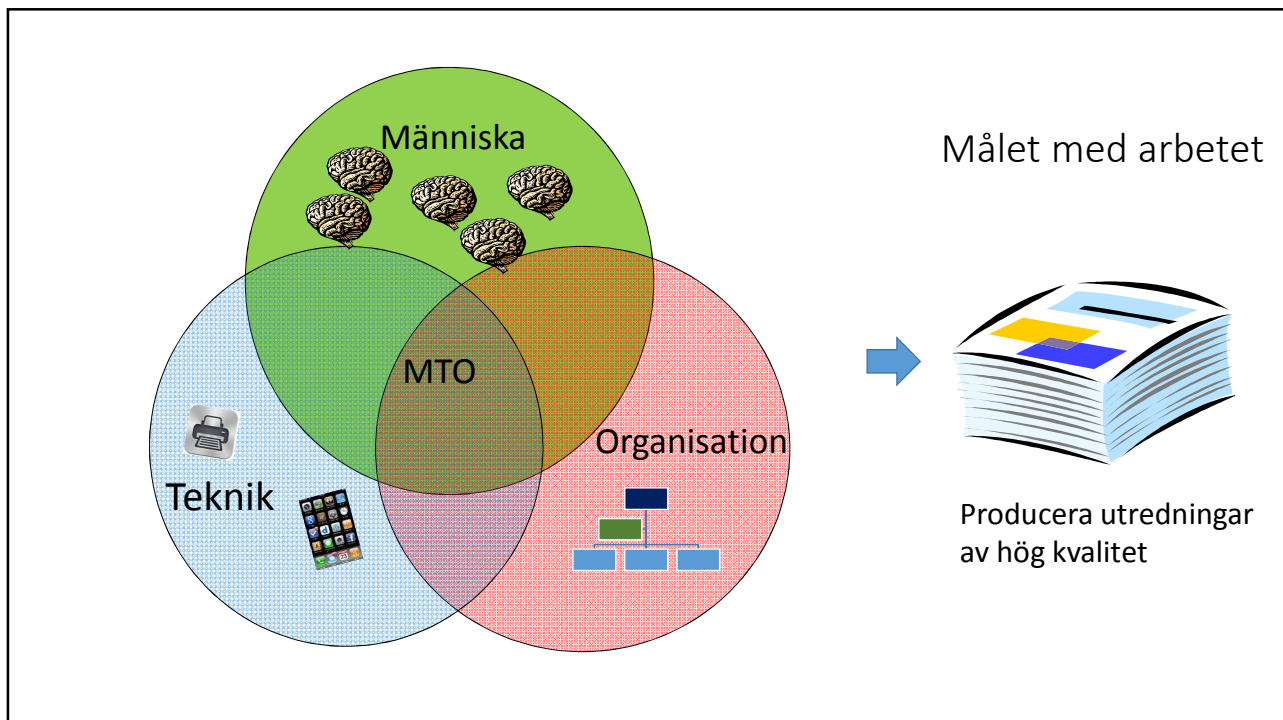 Människa
Målet med arbetet
MTO
Organisation
Teknik
Producera utredningar
av hög kvalitet